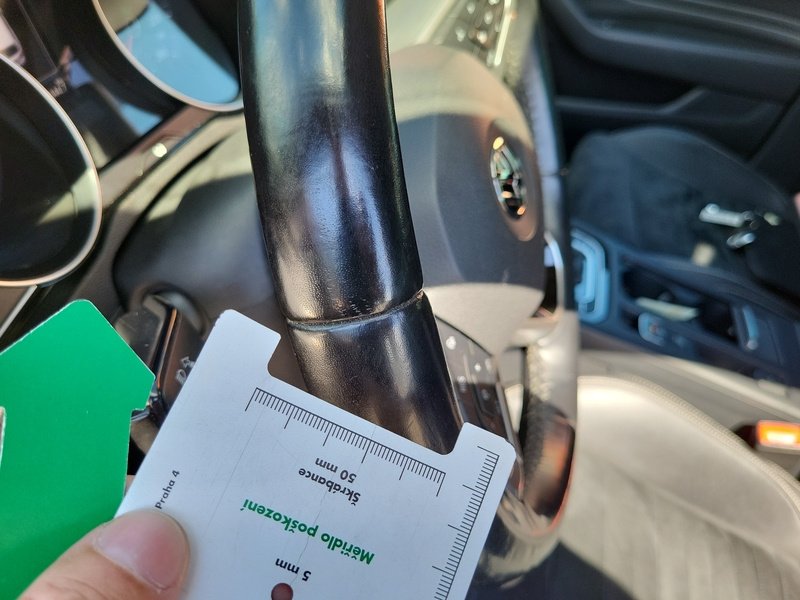 Měřidlo poškození
Škrábance
50 mm
5 mm
Praha 4